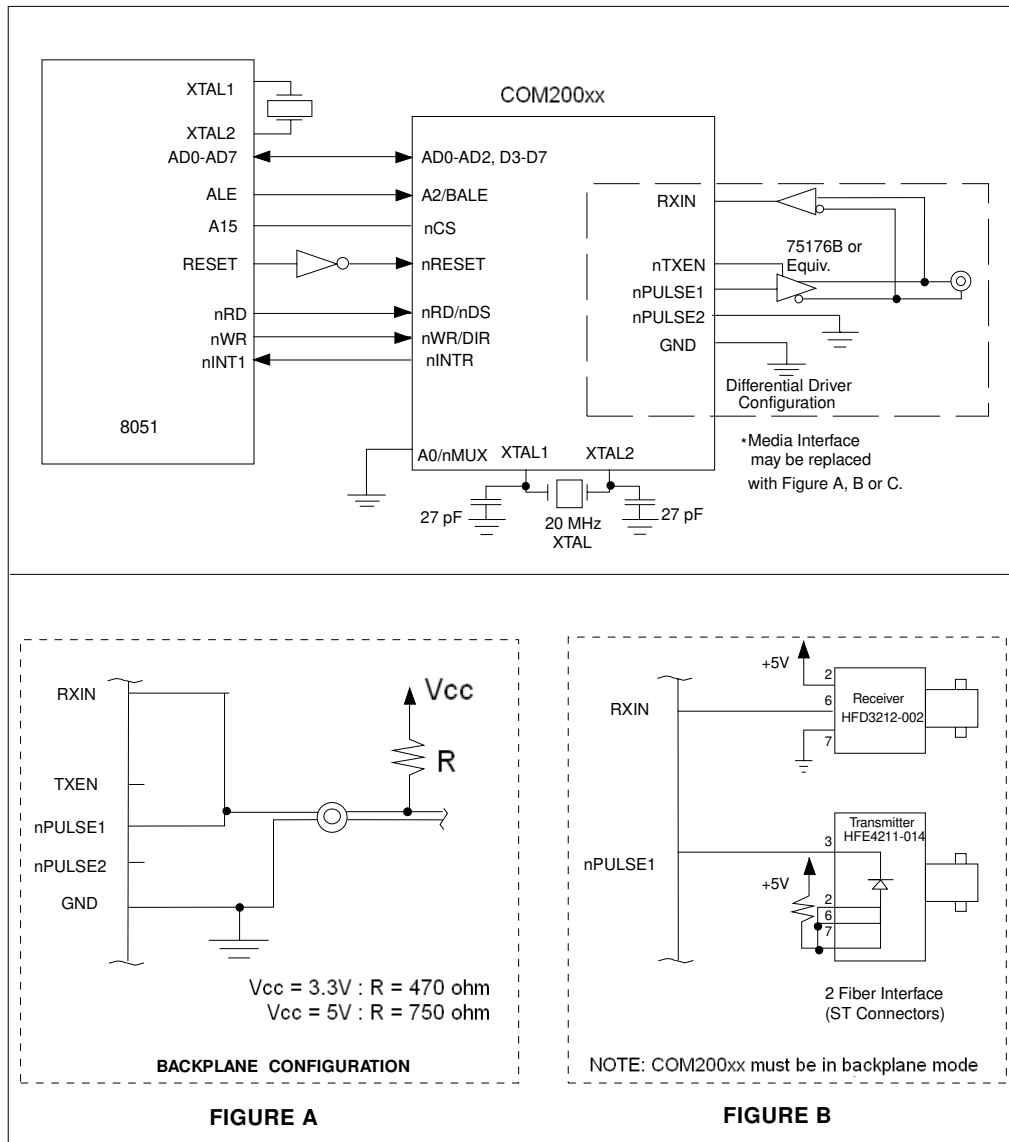 COM200xx
XTAL1
XTAL2
AD0-AD7
ALE
A15
RESET
nRD
nWR
nINT1
8051
AD0-AD2, D3-D7
A2/BALE
nCS
nRESET
nRD/nDS
nWR/DIR
nINTR
A0/nMUX
XTAL1
XTAL2
27 pF
20 MHz
XTAL
27 pF
RXIN
nTXEN
nPULSE1
nPULSE2
GND
75176B or
Equiv.
Differential Driver
Configuration
*Media Interface
may be replaced
with Figure A, B or C.
RXIN
TXEN
nPULSE1
nPULSE2
GND
Vcc
R
Vcc = 3.3V : R = 470 ohm
Vcc = 5V : R = 750 ohm
BACKPLANE CONFIGURATION
FIGURE A
+5V
2
6
7
Receiver
HFD3212-002
RXIN
nPULSE1
Transmitter
HFE4211-014
3
+5V
2
6
7
2 Fiber Interface
(ST Connectors)
NOTE: COM200xx must be in backplane mode
FIGURE B